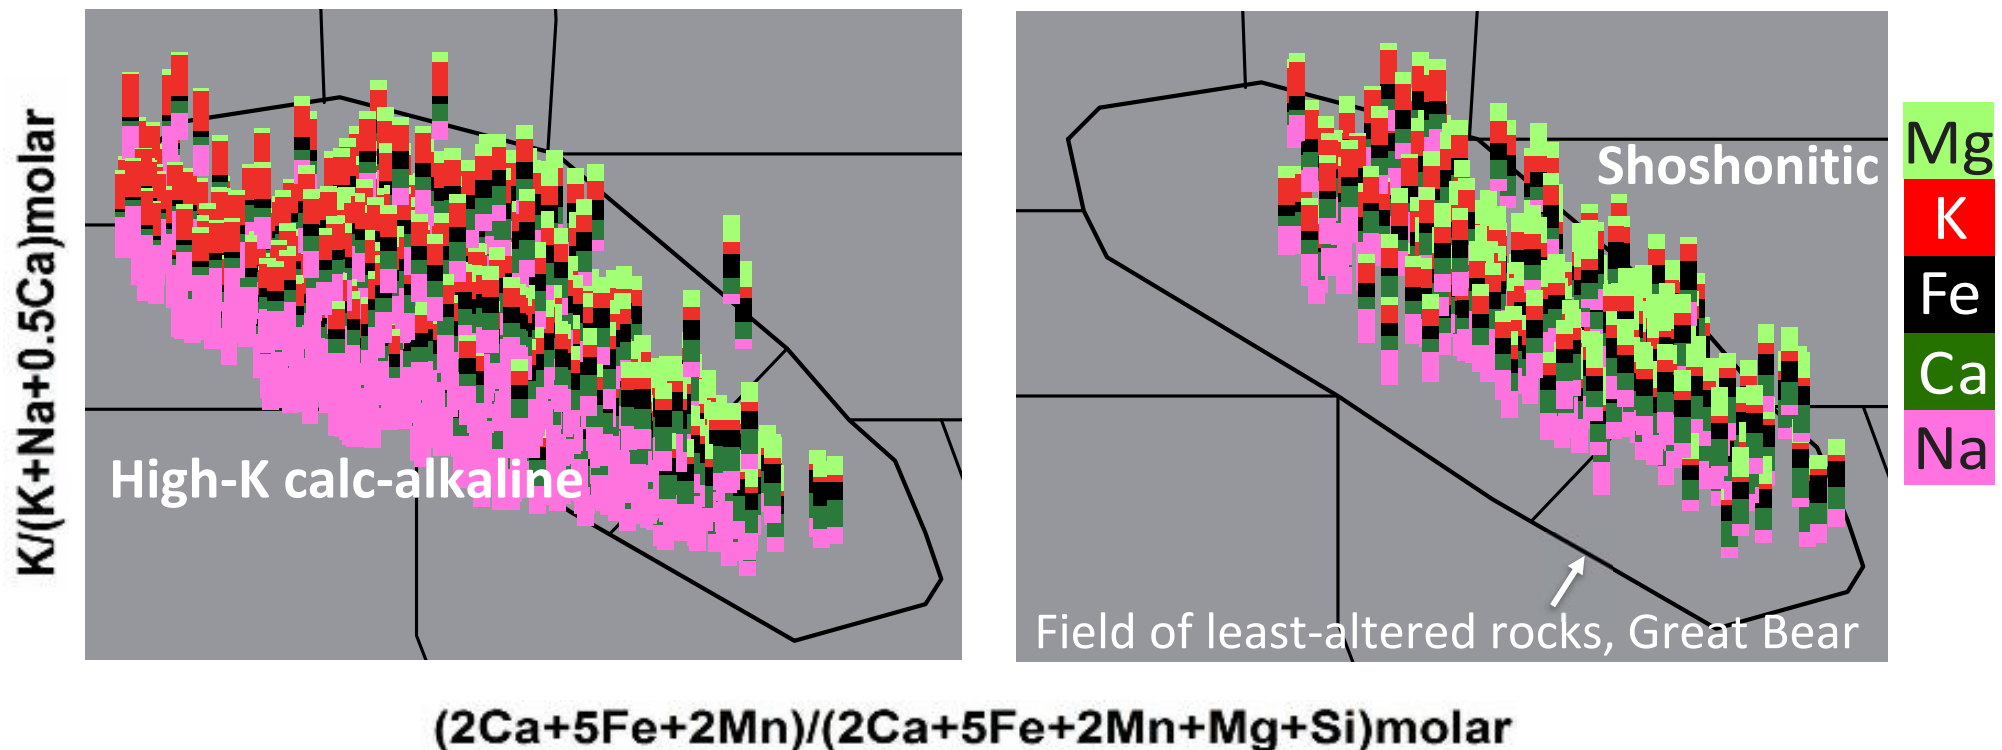 K/(K+Na+0.5Ca)molar
High-K calc-alkaline
Shoshonitic
Field of least-altered rocks, Great Bear
Mg
K
Fe
Ca
Na
(2Ca+5Fe+2Mn)/(2Ca+5Fe+2Mn+Mg+Si)molar